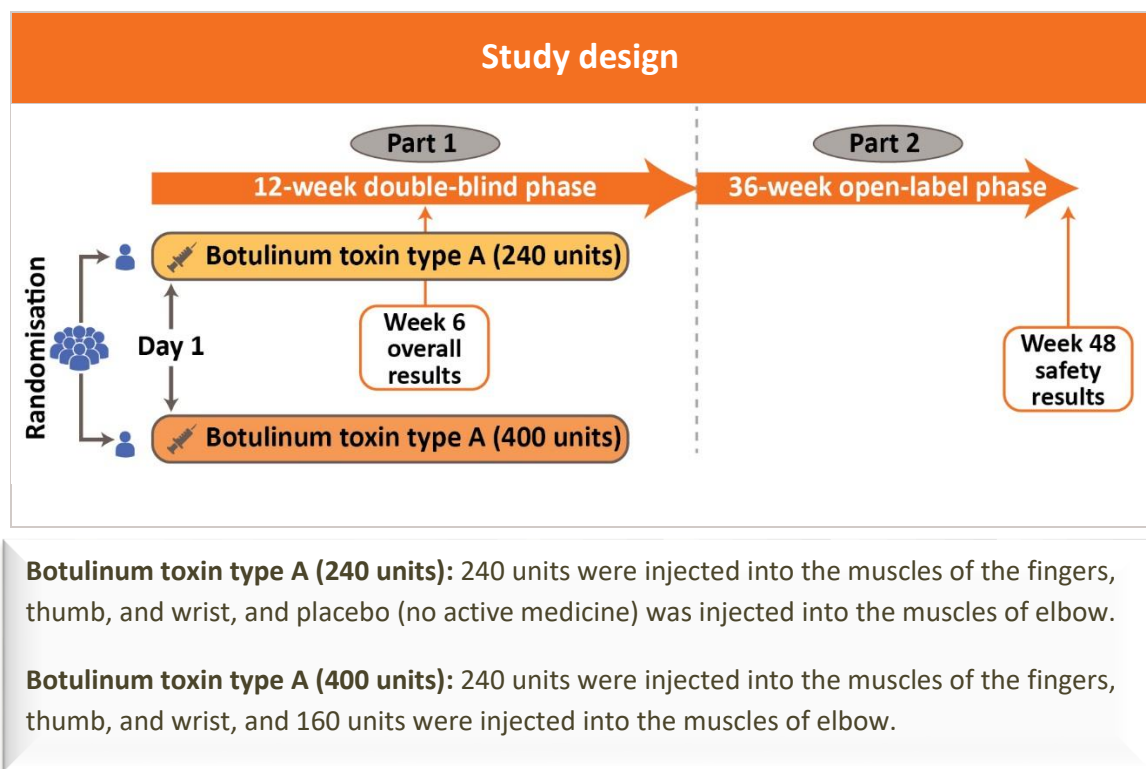 Study design
Part 1
Part 2
12-week double-blind phase
36-week open-label phase
Randomisation
Botulinum toxin type A (240 units)
Day 1
Week 6
overall
results
Week 48
safety
results
Botulinum toxin type A (400 units)
Botulinum toxin type A (240 units): 240 units were injected into the muscles of the fingers,
thumb, and wrist, and placebo (no active medicine) was injected into the muscles of elbow.
Botulinum toxin type A (400 units): 240 units were injected into the muscles of the fingers,
thumb, and wrist, and 160 units were injected into the muscles of elbow.